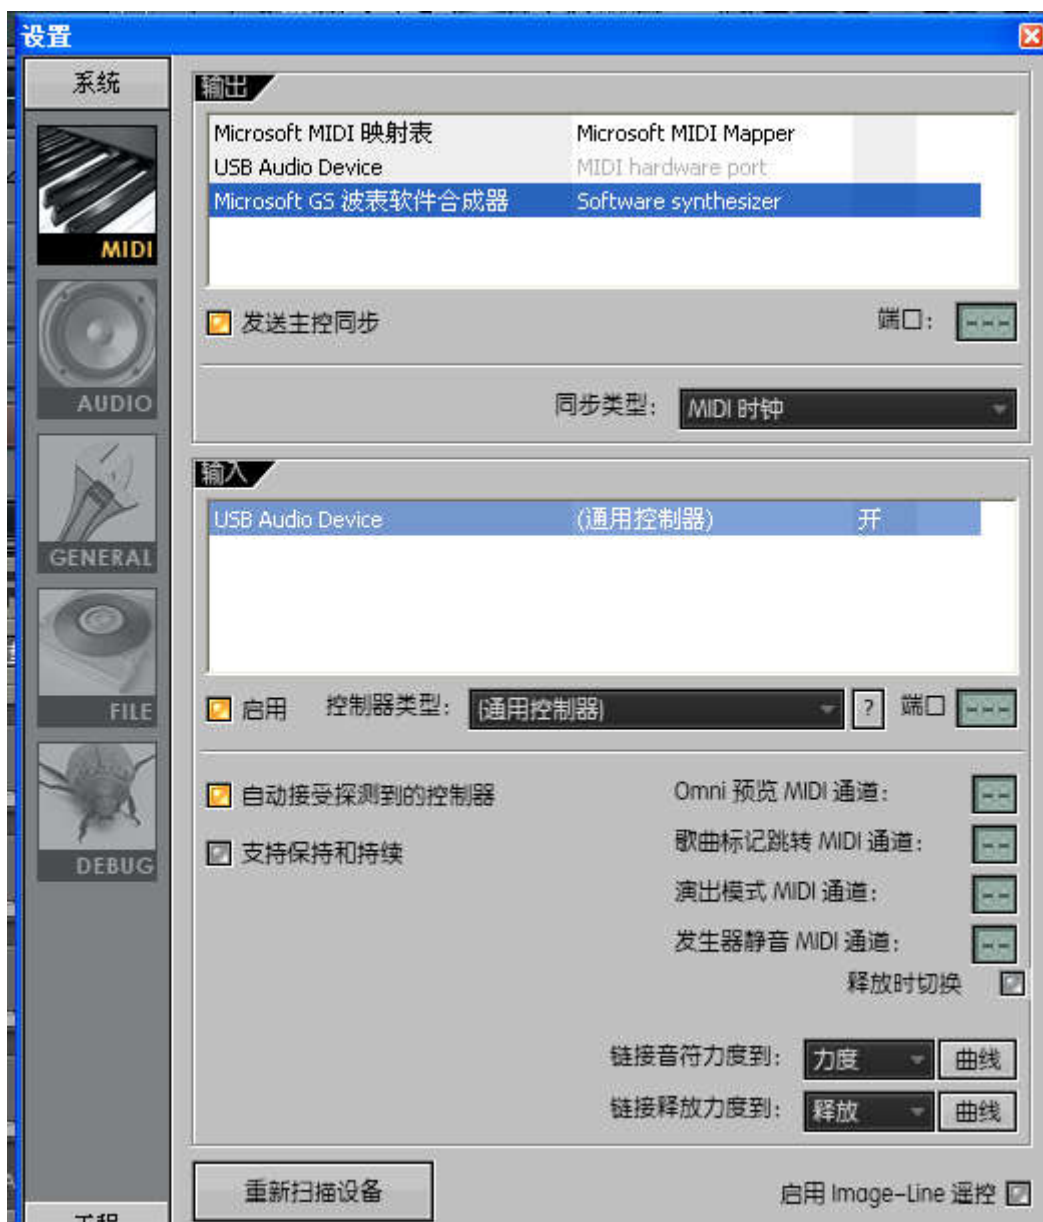 设置
系统
MIDI
AUDIO
GENERAL
FILE
DEBUG
输出
Microsoft MIDI 映射表 Microsoft MIDI Mapper
USB Audio Device MIDI hardware port
Microsoft GS 波表软件合成器 Software synthesizer
发送主控同步 端口: ---
同步类型: MIDI 时钟
输入
USB Audio Device (通用控制器) 开
启用 控制器类型: (通用控制器) ? 端口 ---
自动接受探测到的控制器 Omni 预览 MIDI 通道: --
支持保持和持续 歌曲标记跳转 MIDI 通道: --
演出模式 MIDI 通道: --
发生器静音 MIDI 通道: --
释放时切换
链接音符力度到: 力度 曲线
链接释放力度到: 释放 曲线
重新扫描设备 启用 Image-Line 遥控